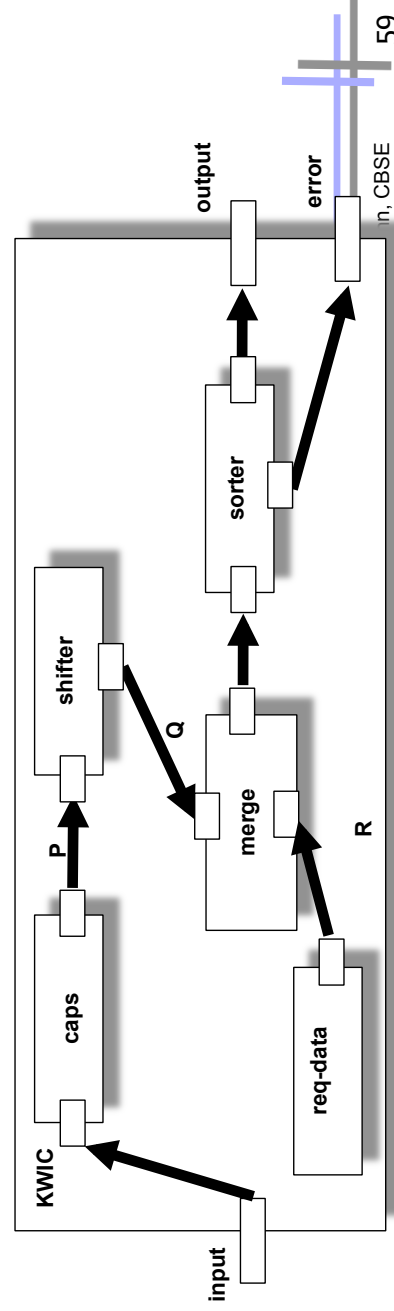 KWIC
input
caps
P
shifter
Q
req-data
merge
R
sorter
output
error
n, CBSE
59